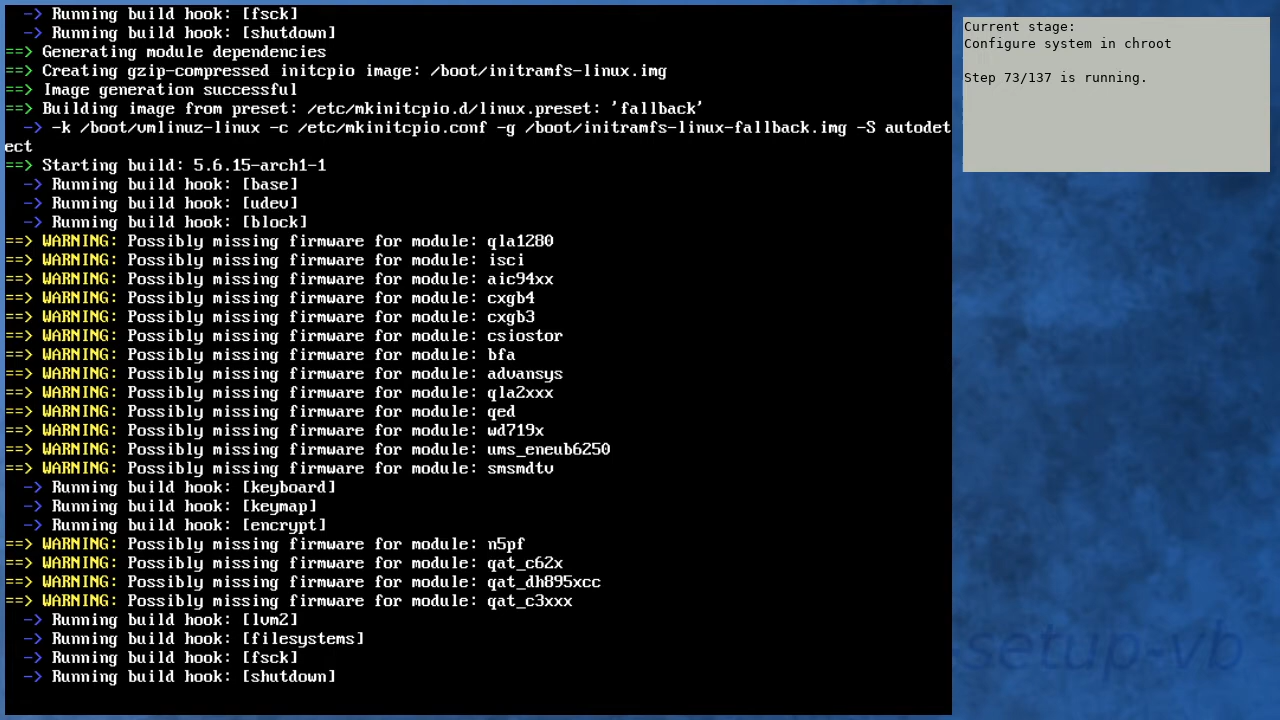 -> Running build hook: [fsck]
-> Running build hook: [shutdown]
==> Generating module dependencies
==> Creating gzip-compressed initcpio image: /boot/initramfs-linux.img
==> Image generation successful
==> Building image from preset: /etc/mkinitcpio.d/linux.preset: 'fallback'
-> -k /boot/vmlinuz-linux -c /etc/mkinitcpio.conf -g /boot/initramfs-linux-fallback.img -S autodet
ect
==> Starting build: 5.6.15-arch1-1
-> Running build hook: [base]
-> Running build hook: [udev]
-> Running build hook: [block]
==> WARNING: Possibly missing firmware for module: qla1280
==> WARNING: Possibly missing firmware for module: isci
==> WARNING: Possibly missing firmware for module: aic94xx
==> WARNING: Possibly missing firmware for module: cxgb4
==> WARNING: Possibly missing firmware for module: cxgb3
==> WARNING: Possibly missing firmware for module: csiostor
==> WARNING: Possibly missing firmware for module: bfa
==> WARNING: Possibly missing firmware for module: advansys
==> WARNING: Possibly missing firmware for module: qla2xxx
==> WARNING: Possibly missing firmware for module: qed
==> WARNING: Possibly missing firmware for module: wd719x
==> WARNING: Possibly missing firmware for module: ums_eneub6250
==> WARNING: Possibly missing firmware for module: smsmdtv
-> Running build hook: [keyboard]
-> Running build hook: [keymap]
-> Running build hook: [encrypt]
==> WARNING: Possibly missing firmware for module: n5pf
==> WARNING: Possibly missing firmware for module: qat_c62x
==> WARNING: Possibly missing firmware for module: qat_dh895xcc
==> WARNING: Possibly missing firmware for module: qat_c3xxx
-> Running build hook: [lvm2]
-> Running build hook: [filesystems]
-> Running build hook: [fsck]
-> Running build hook: [shutdown]
Current stage:
Configure system in chroot
Step 73/137 is running.
setup-vb